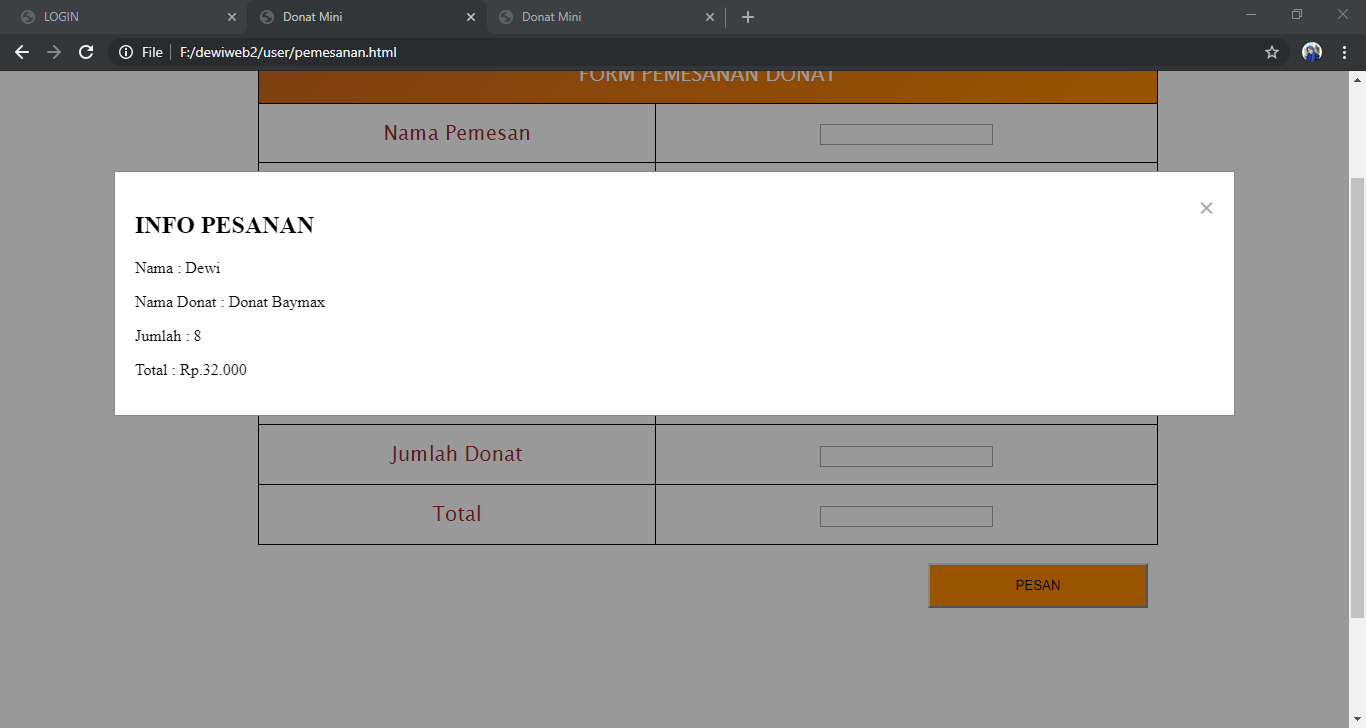 LOGIN
Donat Mini
Donat Mini
File
F:/dewiweb2/user/pemesanan.html
FORM PEMESANAN DONAT
Nama Pemesan
INFO PESANAN
Nama : Dewi
Nama Donat : Donat Baymax
Jumlah : 8
Total : Rp.32.000
Jumlah Donat
Total
PESAN